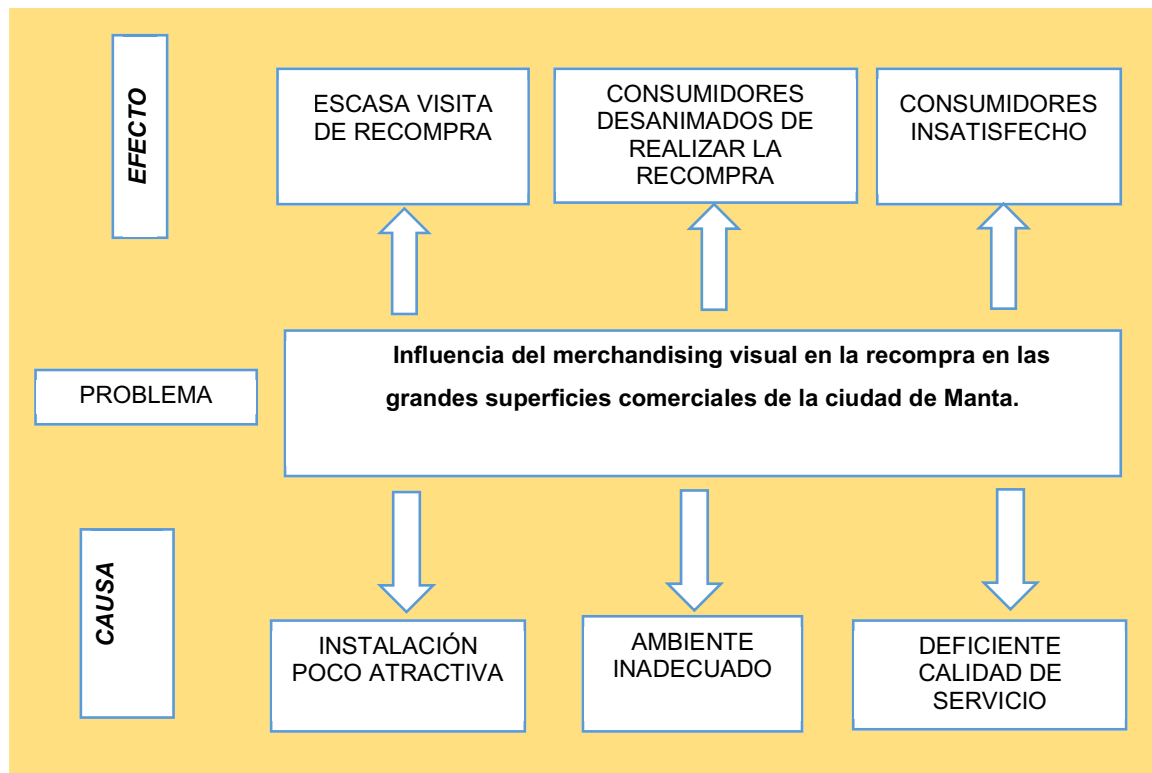 EFECTO
ESCASA VISITA
DE RECOMPRA
CONSUMIDORES
DESANIMADOS DE
REALIZAR LA
RECOMPRA
CONSUMIDORES
INSATISFECHO
PROBLEMA
Influencia del merchandising visual en la recompra en las
grandes superficies comerciales de la ciudad de Manta.
CAUSA
INSTALACIÓN
POCO ATRACTIVA
AMBIENTE
INADECUADO
DEFICIENTE
CALIDAD DE
SERVICIO